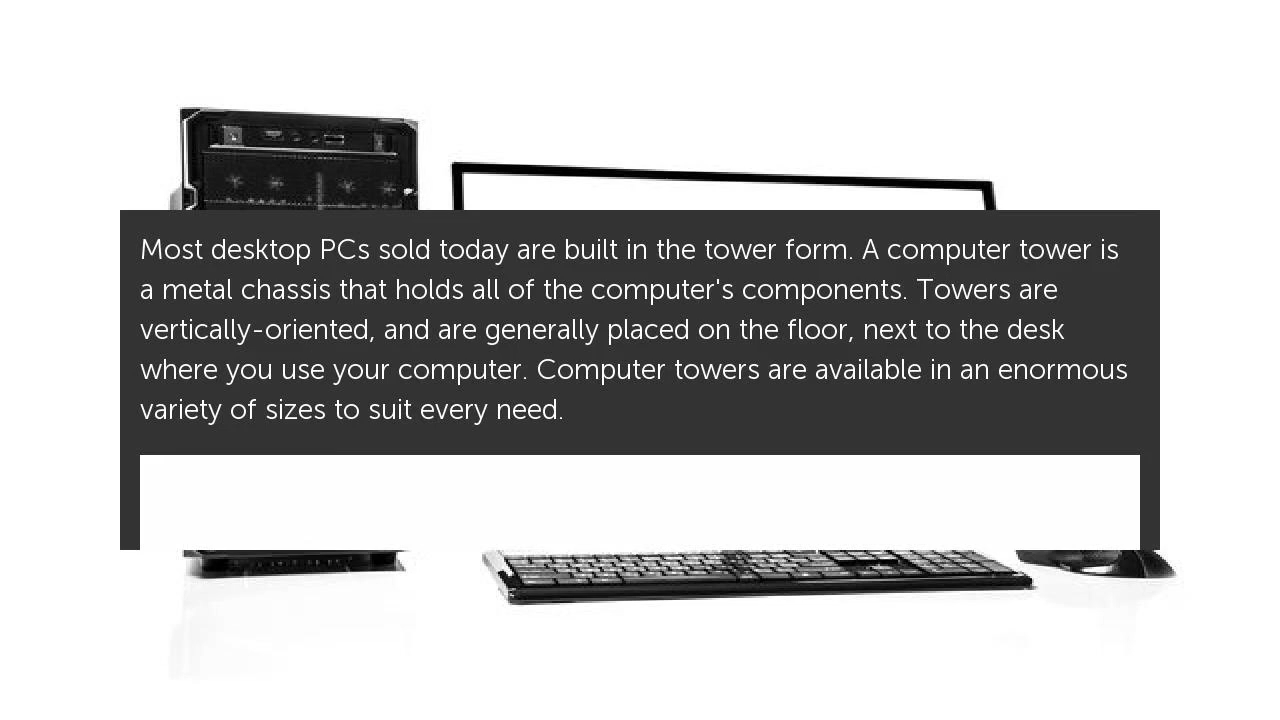 Most desktop PCs sold today are built in the tower form. A computer tower is
a metal chassis that holds all of the computer's components. Towers are
vertically-oriented, and are generally placed on the floor, next to the desk
where you use your computer. Computer towers are available in an enormous
variety of sizes to suit every need.